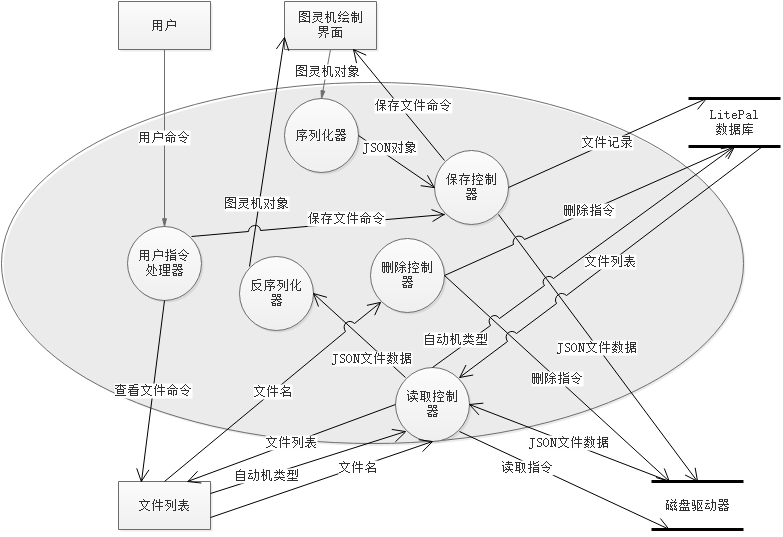 用户
图灵机绘制
界面
图灵机对象
保存文件命令
LitePal
数据库
序列化器
用户命令
JSON对象
文件记录
保存控制
器
图灵机对象
保存文件命令
删除指令
用户指令
处理器
删除控制
器
文件列表
反序列化
器
自动机类型
JSON文件数据
JSON文件数据
删除指令
查看文件命令
文件名
读取控制
器
文件列表
JSON文件数据
自动机类型
文件名
读取指令
文件列表
磁盘驱动器